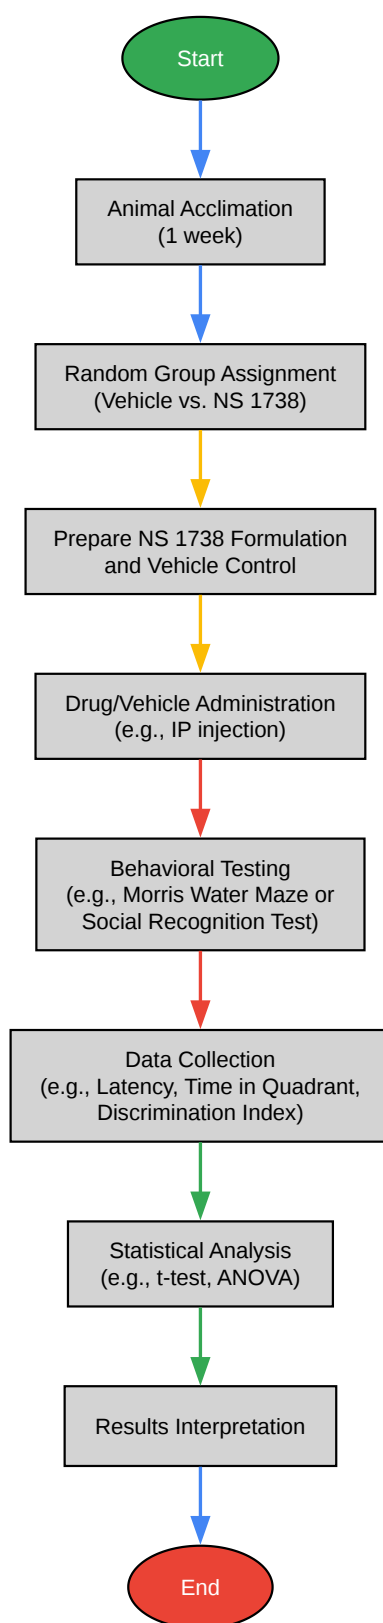 Start
Animal Acclimation
(1 week)
Random Group Assignment
(Vehicle vs. NS 1738)
Prepare NS 1738 Formulation
and Vehicle Control
Drug/Vehicle Administration
(e.g., IP injection)
Behavioral Testing
(e.g., Morris Water Maze or
Social Recognition Test)
Data Collection
(e.g., Latency, Time in Quadrant,
Discrimination Index)
Statistical Analysis
(e.g., t-test, ANOVA)
Results Interpretation
End